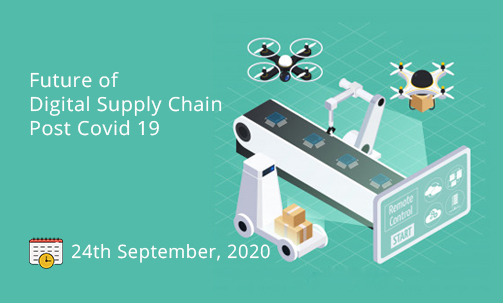 Future of
Digital Supply Chain
Post Covid 19
Remote
Control
START
24th September, 2020